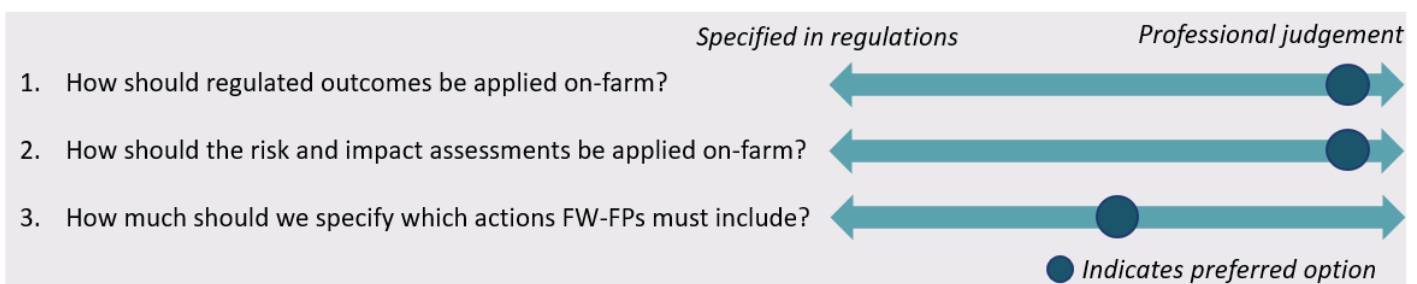 Specified in regulations
Professional judgement
1. How should regulated outcomes be applied on-farm?
2. How should the risk and impact assessments be applied on-farm?
3. How much should we specify which actions FW-FPs must include?
Indicates preferred option